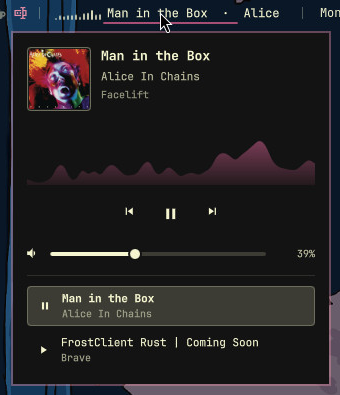 Man in the Box · Alice | Mon
Man in the Box
Alice In Chains
Facelift
39%
Man in the Box
Alice In Chains
FrostClient Rust | Coming Soon
Brave